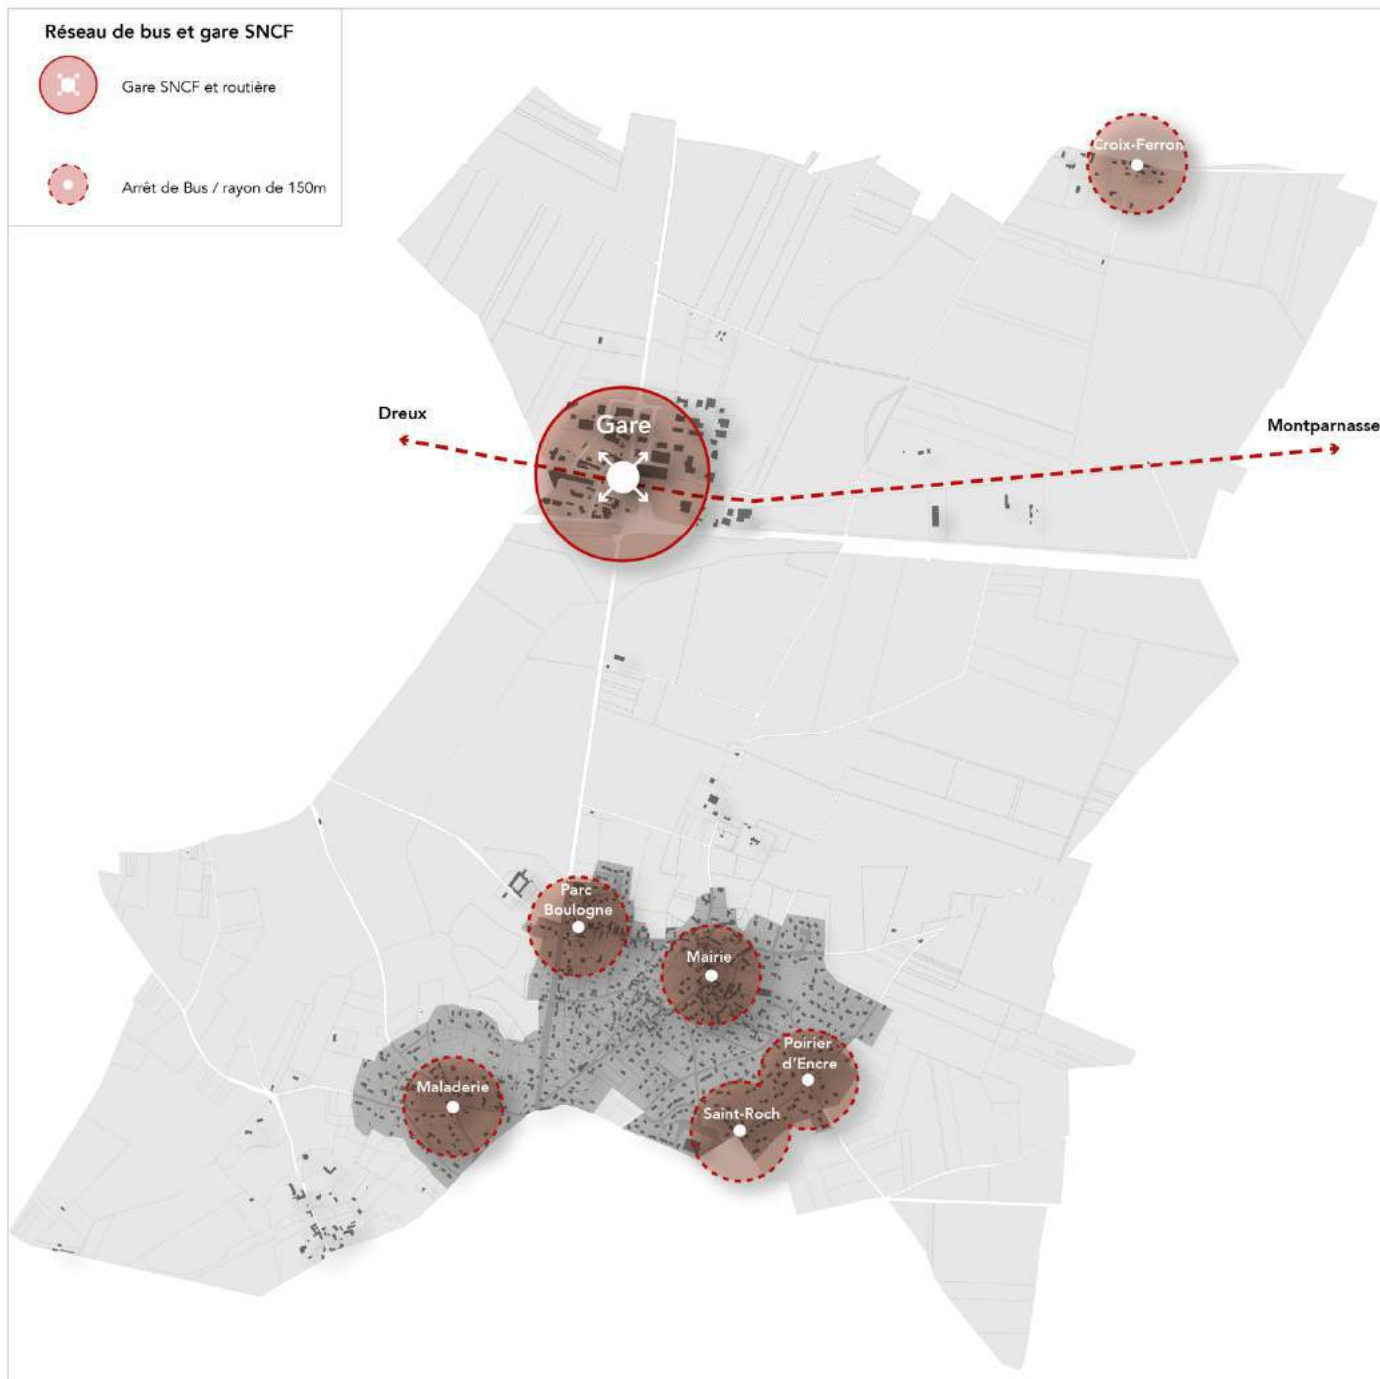 Réseau de bus et gare SNCF
Gare SNCF et routière
Arrêt de Bus / rayon de 150m
Croix-Ferron
Dreux
Gare
Montparnasse
Parc
Boulogne
Mairie
Poirier
d'Encre
Maladerie
Saint-Roch